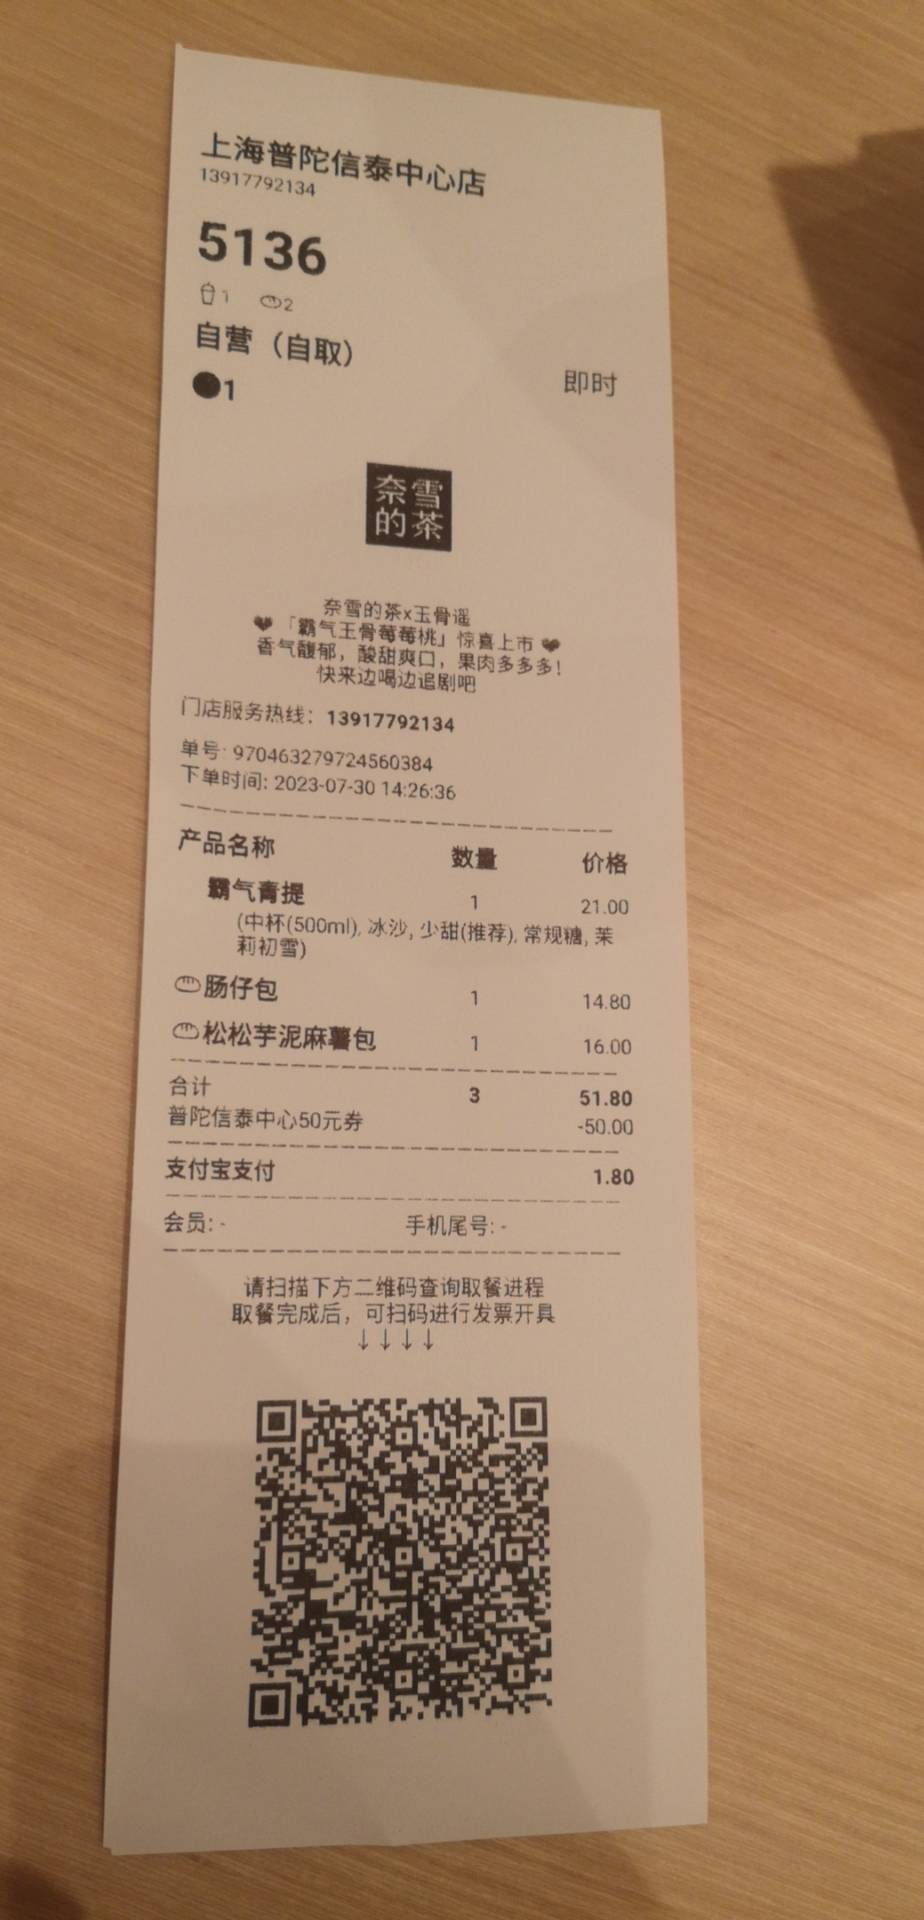 上海普陀信泰中心店
13917792134
5136
1 2
自营（自取）
1 即时
奈雪
的茶
奈雪的茶x玉骨遥
❤「霸气玉骨莓莓桃」惊喜上市❤
香气馥郁，酸甜爽口，果肉多多多！
快来边喝边追剧吧
门店服务热线：13917792134
单号: 970463279724560384
下单时间: 2023-07-30 14:26:36
产品名称 数量 价格
霸气青提 1 21.00
(中杯(500ml), 冰沙, 少甜(推荐), 常规糖, 茉
莉初雪)
肠仔包 1 14.80
松松芋泥麻薯包 1 16.00
合计 3 51.80
普陀信泰中心50元券 -50.00
支付宝支付 1.80
会员: - 手机尾号: -
请扫描下方二维码查询取餐进程
取餐完成后，可扫码进行发票开具
↓↓↓↓